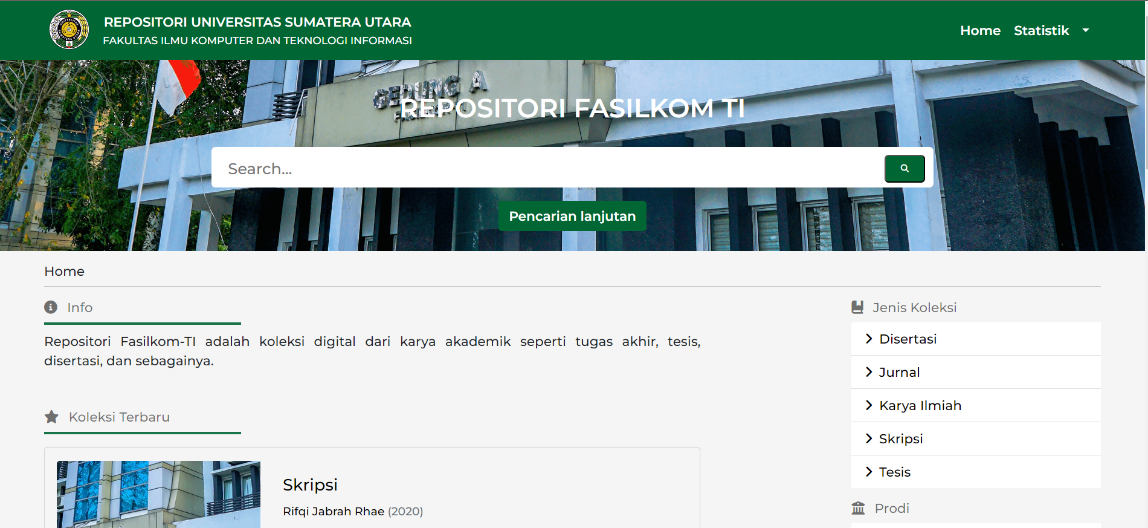 REPOSITORI UNIVERSITAS SUMATERA UTARA
FAKULTAS ILMU KOMPUTER DAN TEKNOLOGI INFORMASI
Home Statistik
GEDUNG A
REPOSITORI FASILKOM TI
Search...
Pencarian lanjutan
Home
Info
Repositori Fasilkom-TI adalah koleksi digital dari karya akademik seperti tugas akhir, tesis,
disertasi, dan sebagainya.
Koleksi Terbaru
Skripsi
Rifqi Jabrah Rhae (2020)
Jenis Koleksi
Disertasi
Jurnal
Karya Ilmiah
Skripsi
Tesis
Prodi